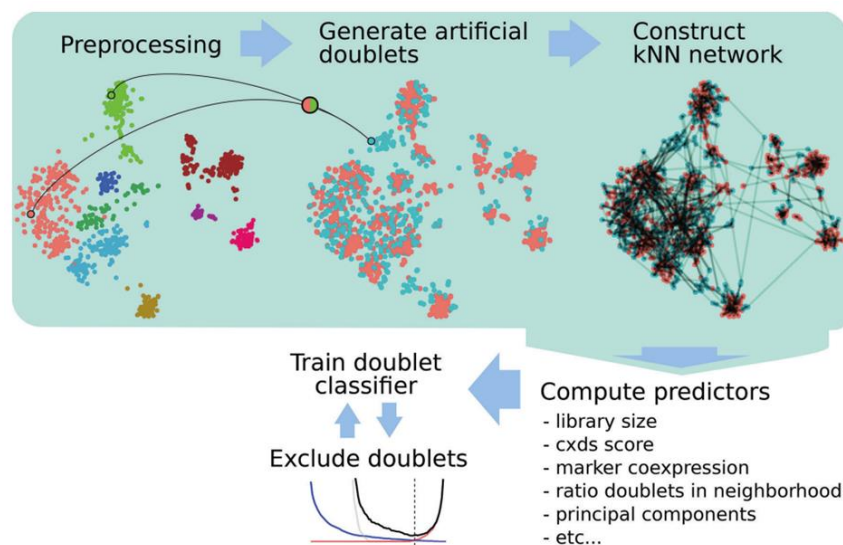 Preprocessing
Generate artificial
doublets
Construct
kNN network
Train doublet
classifier
Exclude doublets
Compute predictors
- library size
- cxds score
- marker coexpression
- ratio doublets in neighborhood
- principal components
- etc...